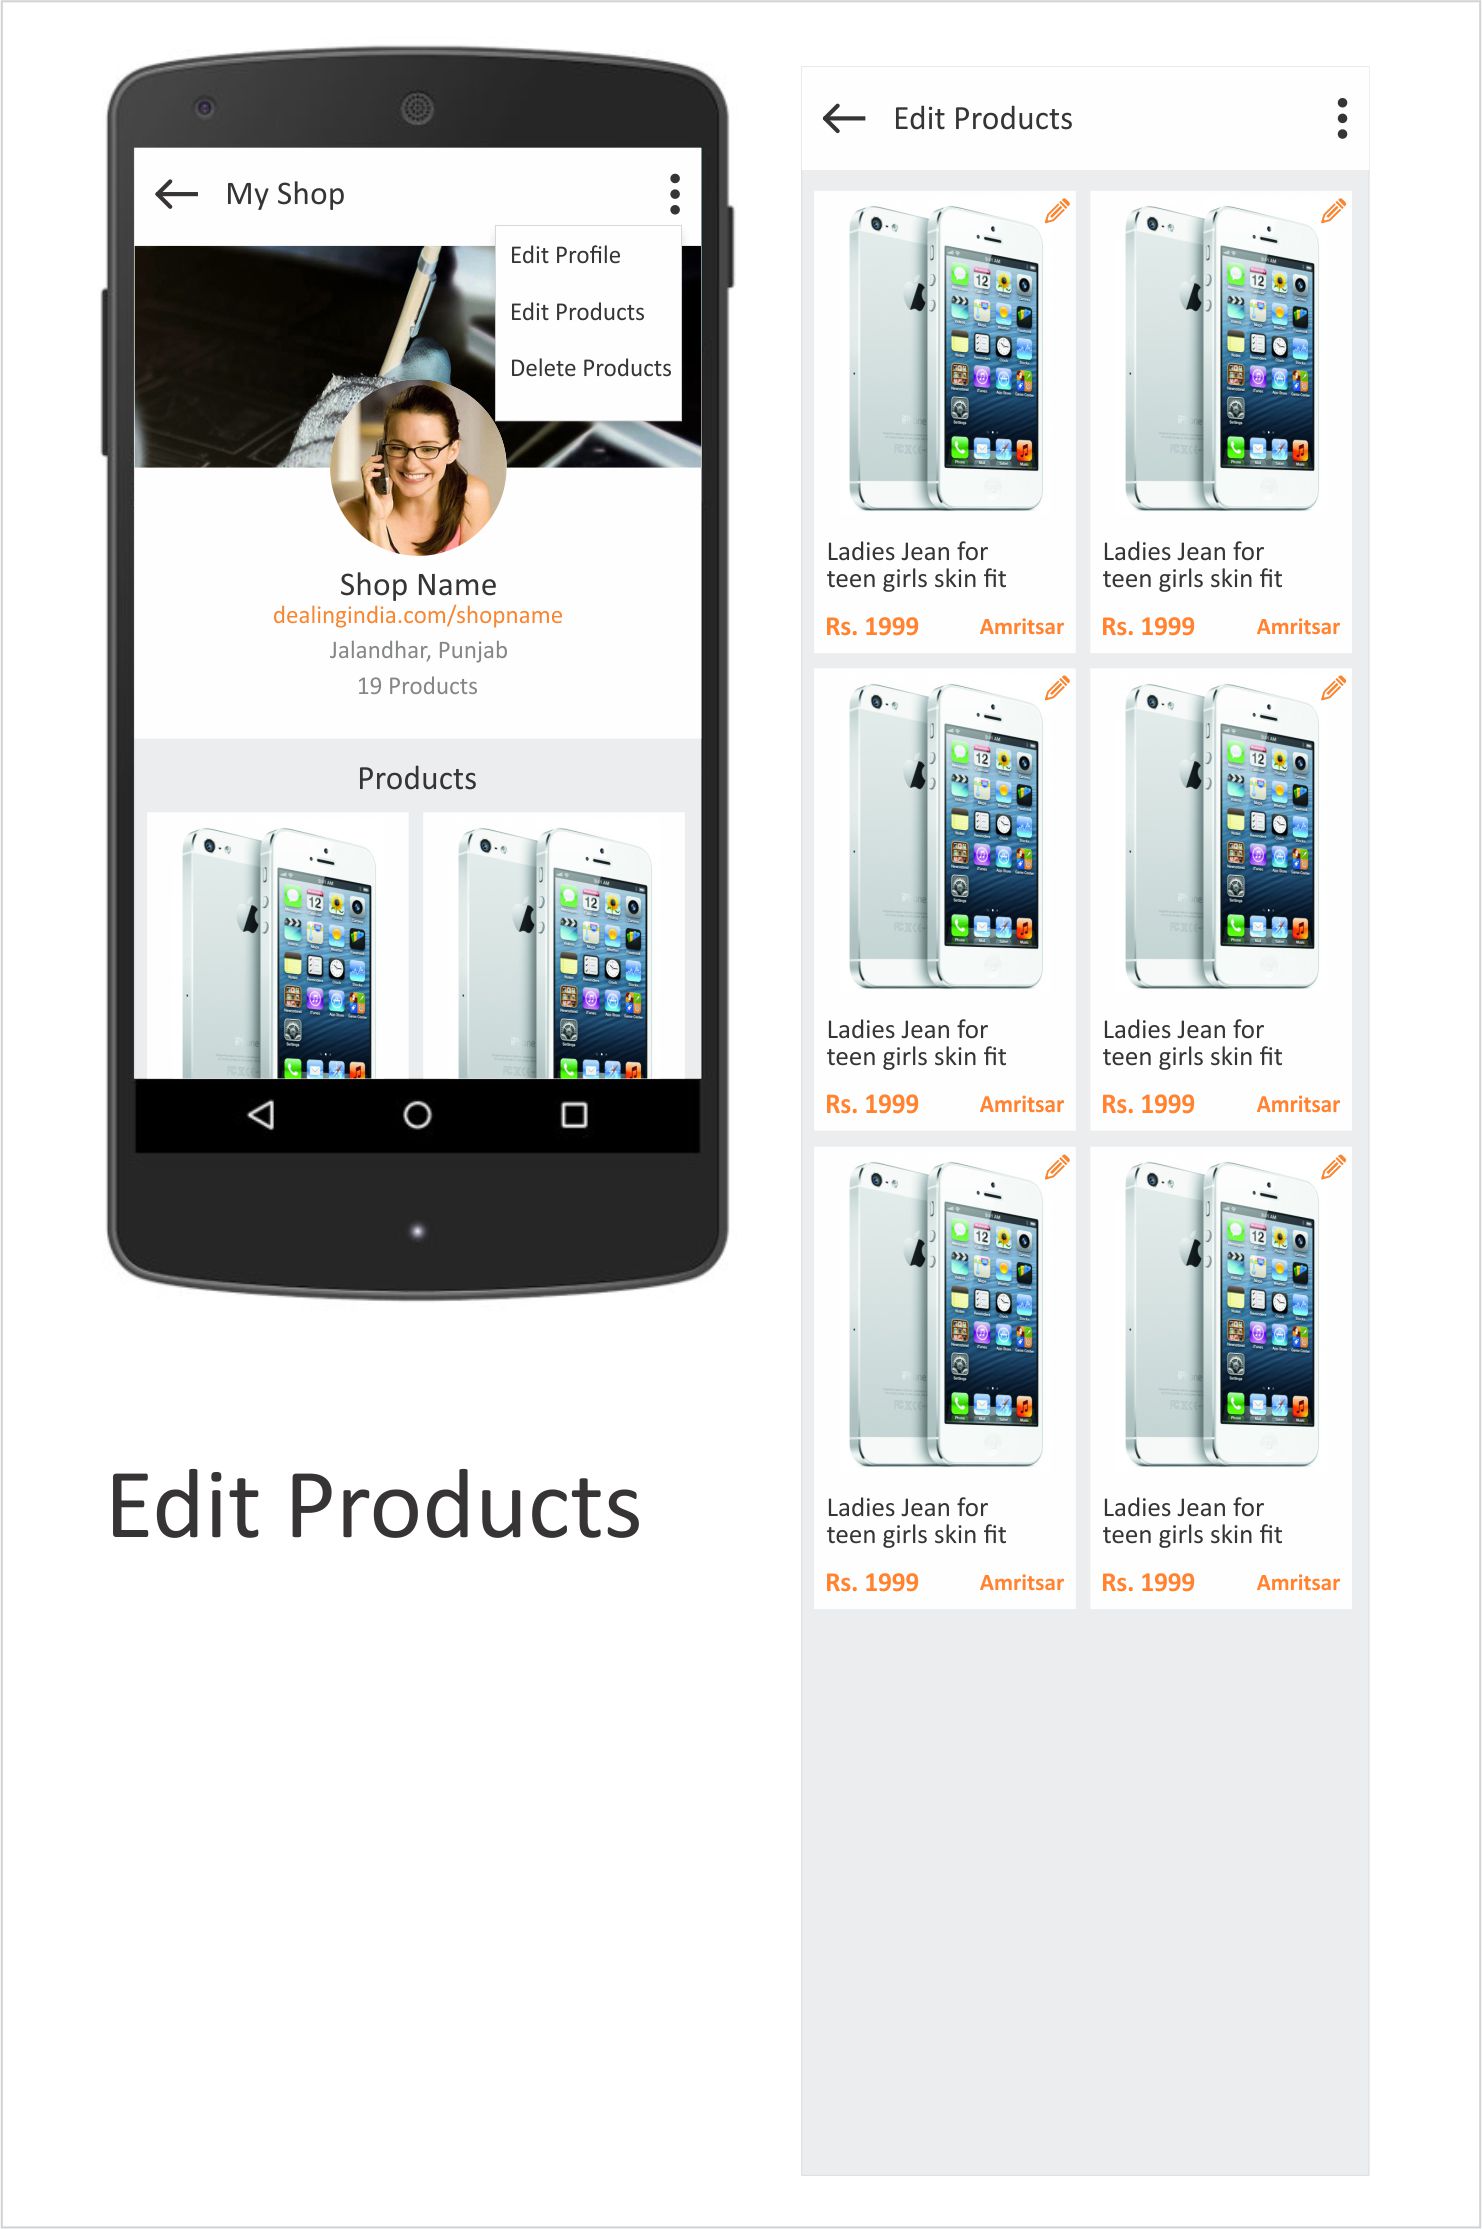 My Shop
Edit Profile
Edit Products
Delete Products
Shop Name
dealingindia.com/shopname
Jalandhar, Punjab
19 Products
Products
Edit Products
Edit Products
Ladies Jean for
teen girls skin fit
Rs. 1999 Amritsar
Ladies Jean for
teen girls skin fit
Rs. 1999 Amritsar
Ladies Jean for
teen girls skin fit
Rs. 1999 Amritsar
Ladies Jean for
teen girls skin fit
Rs. 1999 Amritsar
Ladies Jean for
teen girls skin fit
Rs. 1999 Amritsar
Ladies Jean for
teen girls skin fit
Rs. 1999 Amritsar